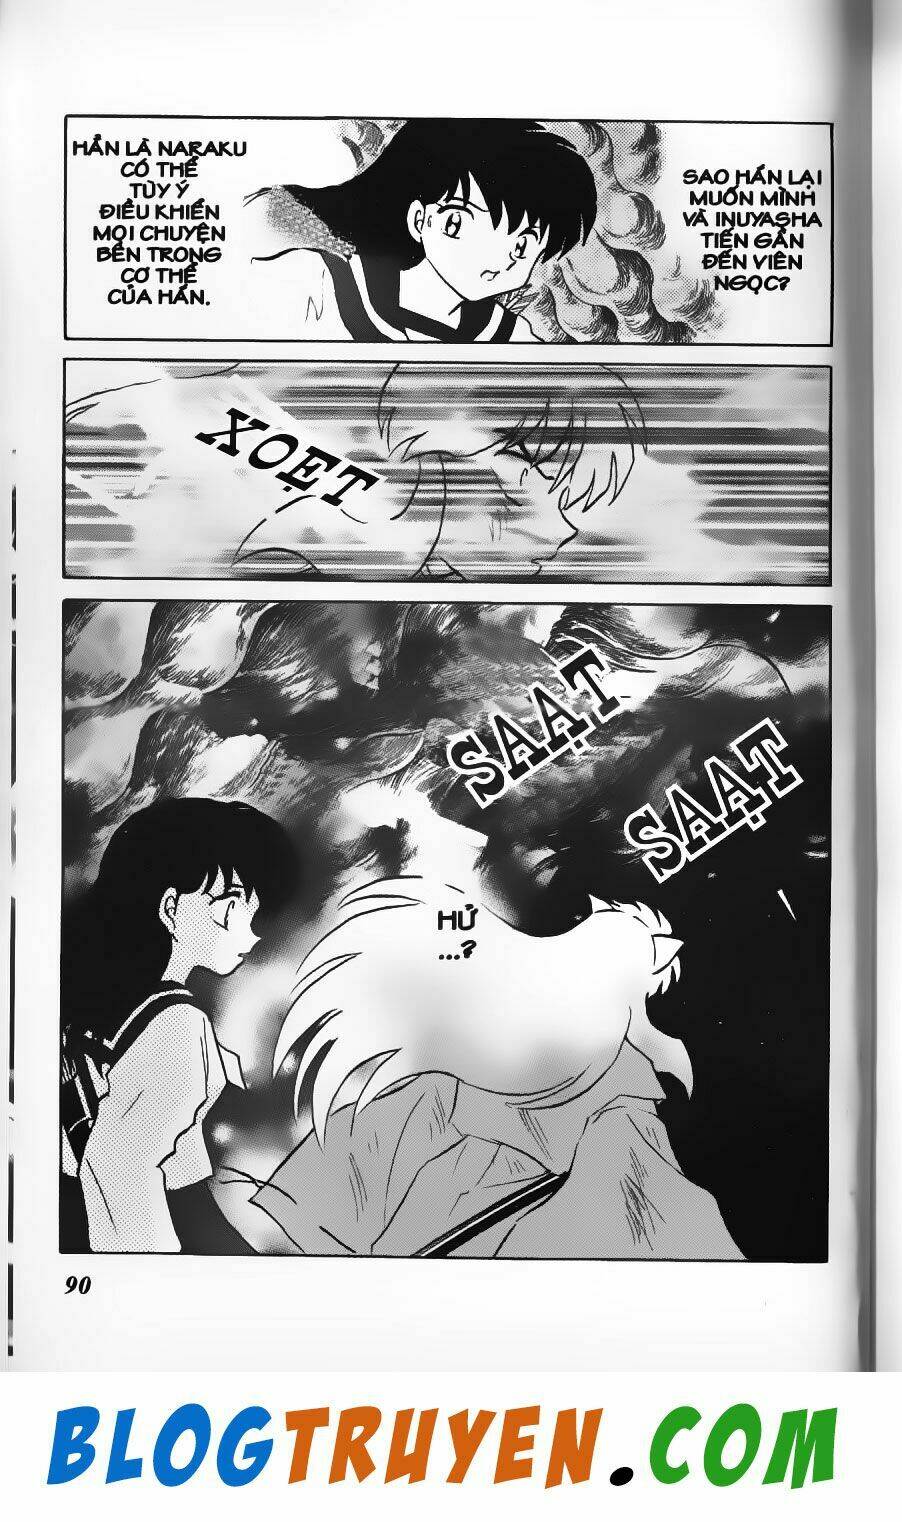 SAO HẮN LẠI
MUỐN MÌNH
VÀ INUYASHA
TIẾN GẦN
ĐẾN VIÊN
NGỌC?
HẮN LÀ NARAKU
CÓ THỂ
TÙY Ý
ĐIỀU KHIỂN
MỌI CHUYỆN
BÊN TRONG
CƠ THỂ
CỦA HẮN.
XOẸT
SAẠT
SAẠT
HỬ
...?
90
BLOGTRUYEN.COM